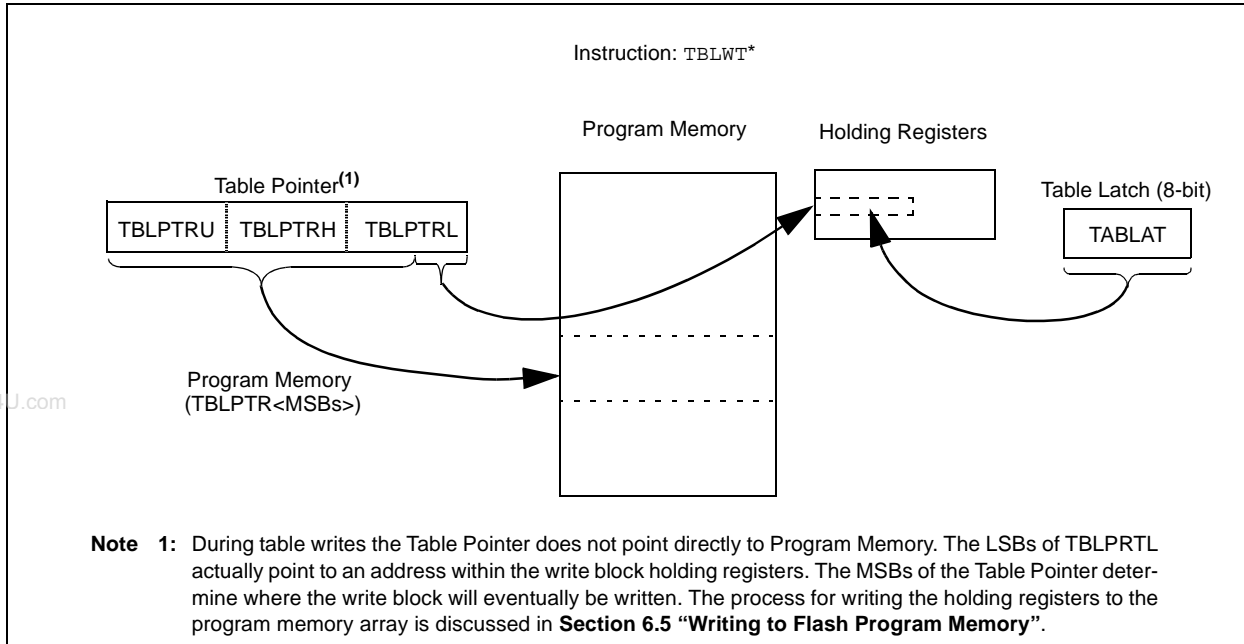 Instruction: TBLWT*
Program Memory
Holding Registers
Table Pointer(1)
Table Latch (8-bit)
TBLPTRU TBLPTRH TBLPTRL
TABLAT
Program Memory
(TBLPTR<MSBs>)
U.com
Note 1: During table writes the Table Pointer does not point directly to Program Memory. The LSBs of TBLPRTL
actually point to an address within the write block holding registers. The MSBs of the Table Pointer deter-
mine where the write block will eventually be written. The process for writing the holding registers to the
program memory array is discussed in Section 6.5 “Writing to Flash Program Memory”.